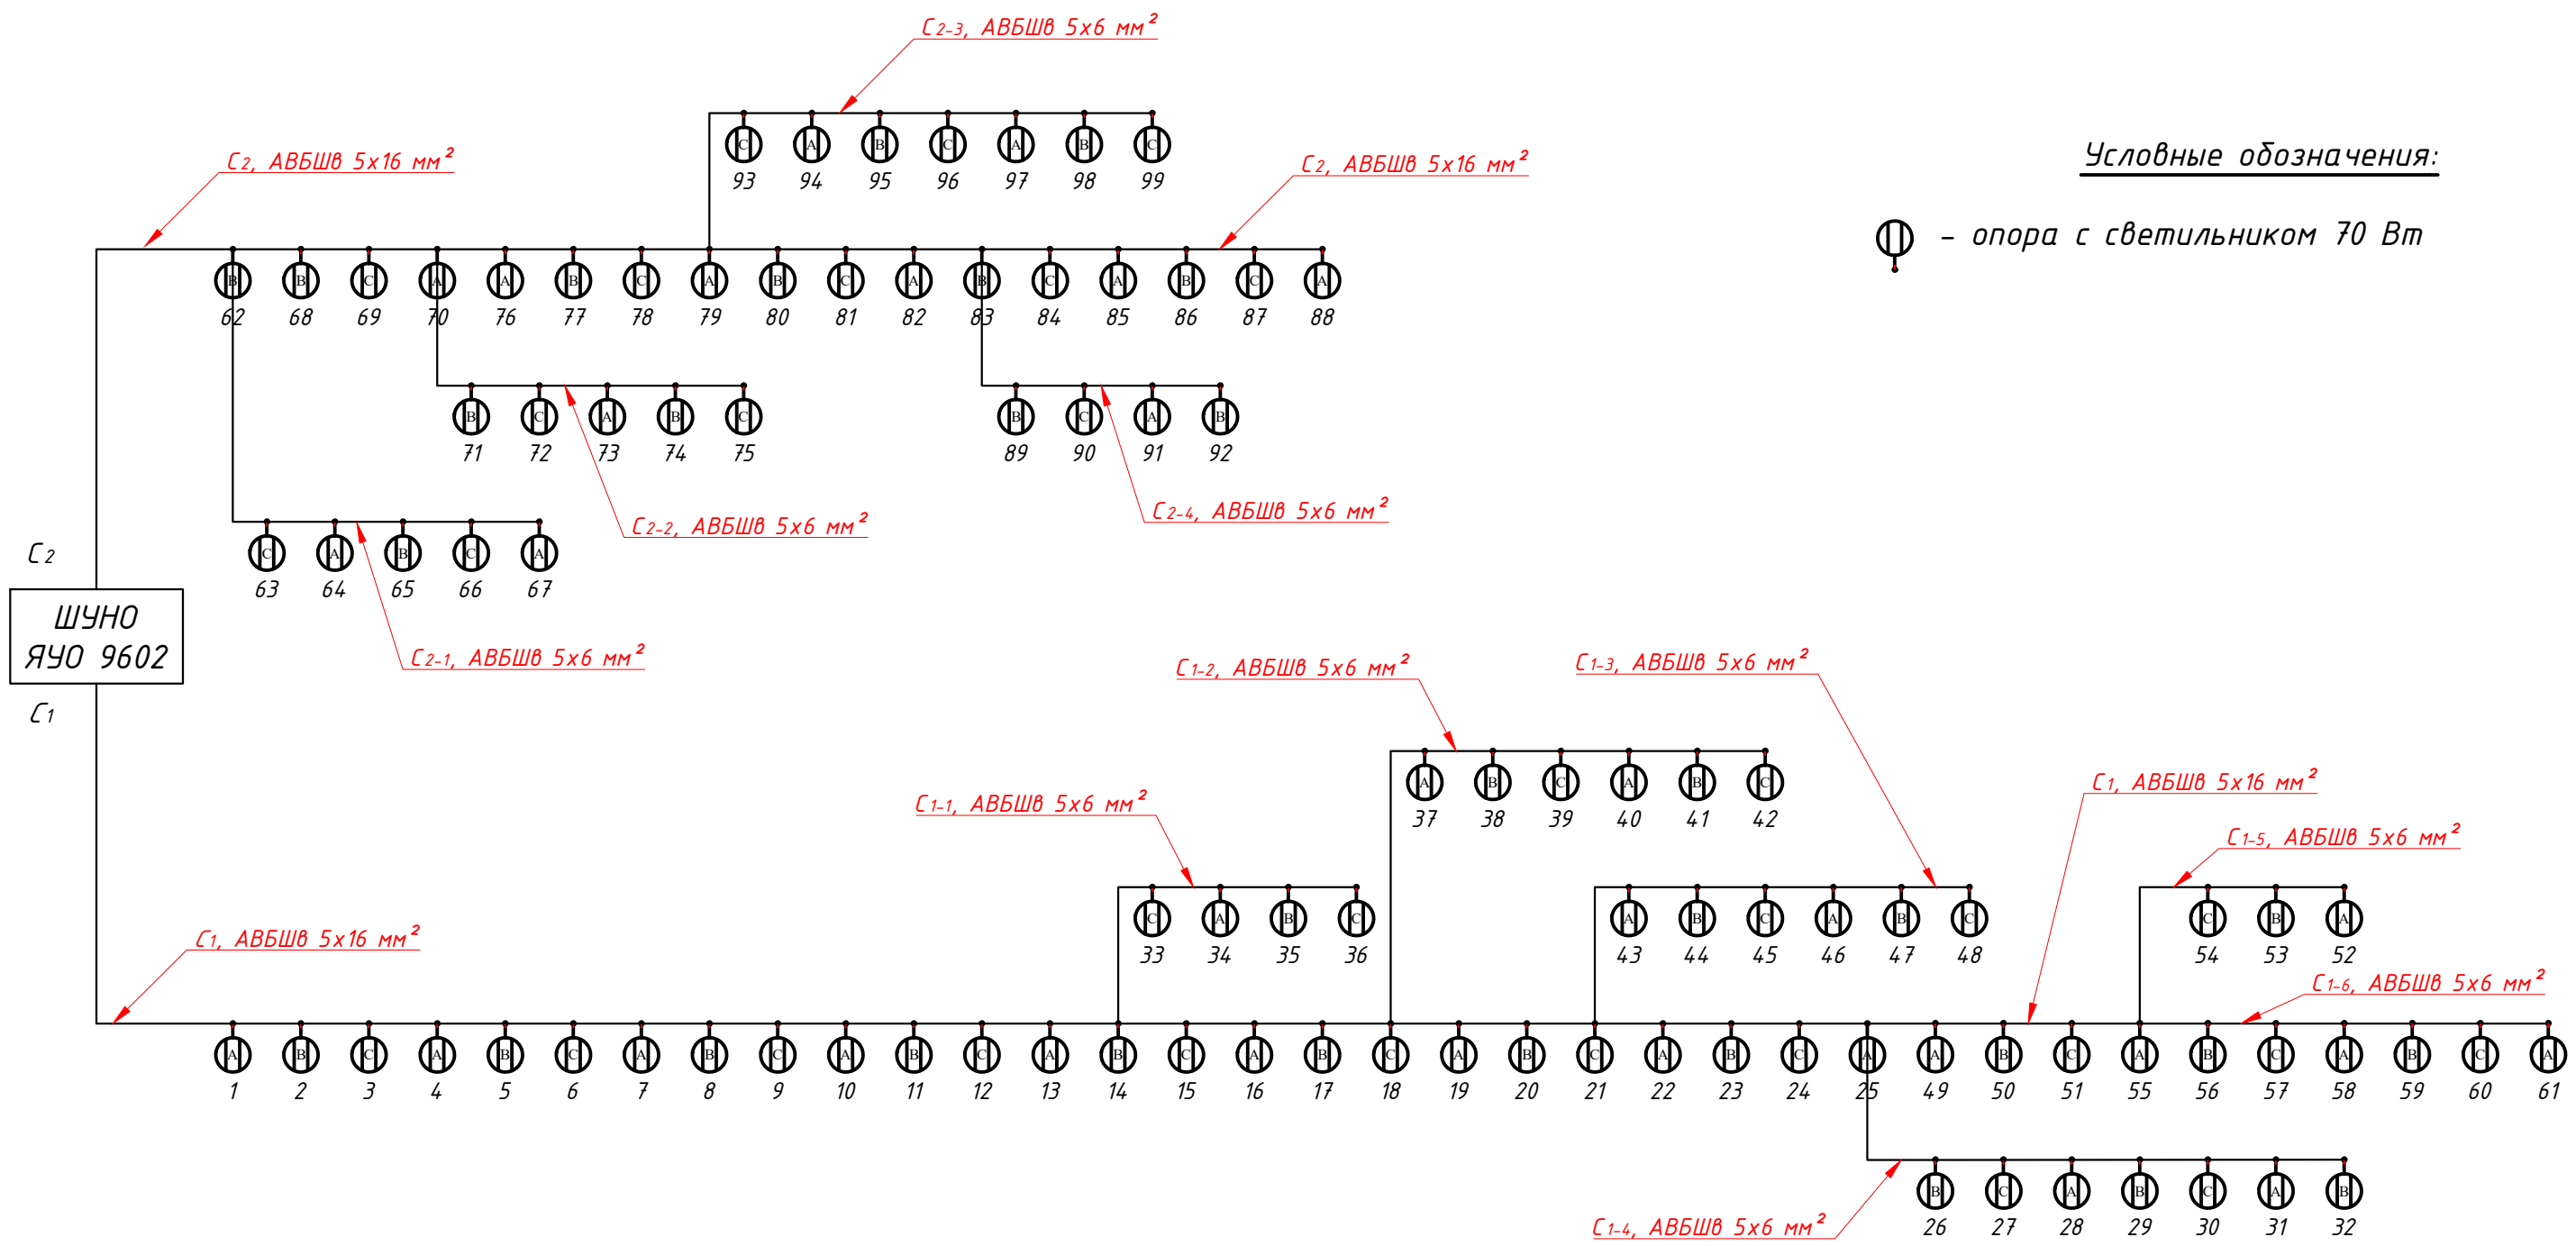 С2-3, АВБШв 5х6 мм²
C A B C A B C
93 94 95 96 97 98 99
С2, АВБШв 5х16 мм²
С2, АВБШв 5х16 мм²
Условные обозначения:
- опора с светильником 70 Вт
B B C A A B C A B C A B C A B C A
62 68 69 70 76 77 78 79 80 81 82 83 84 85 86 87 88
B C A B C
71 72 73 74 75
B C A B
89 90 91 92
С2-2, АВБШв 5х6 мм²
С2-4, АВБШв 5х6 мм²
C A B C A
63 64 65 66 67
С2-1, АВБШв 5х6 мм²
С2
ШУНО
ЯУО 9602
С1
С1-2, АВБШв 5х6 мм²
С1-3, АВБШв 5х6 мм²
A B C A B C
37 38 39 40 41 42
С1-1, АВБШв 5х6 мм²
С1, АВБШв 5х16 мм²
С1-5, АВБШв 5х6 мм²
C A B C
33 34 35 36
A B C A B C
43 44 45 46 47 48
C B A
54 53 52
С1, АВБШв 5х16 мм²
С1-6, АВБШв 5х6 мм²
A B C A B C A B C A B C A B C A B C A B C A B C A A B C A B C A B C A
1 2 3 4 5 6 7 8 9 10 11 12 13 14 15 16 17 18 19 20 21 22 23 24 25 49 50 51 55 56 57 58 59 60 61
B C A B C A B
26 27 28 29 30 31 32
С1-4, АВБШв 5х6 мм²